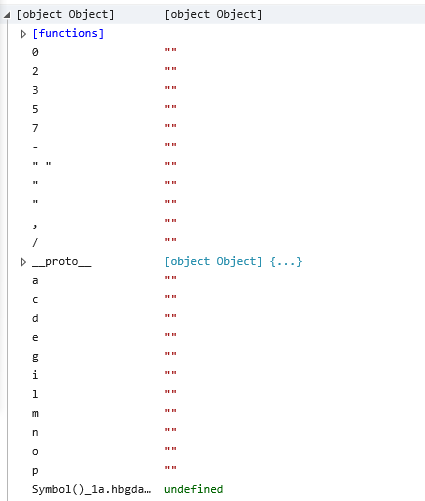 [object Object] [object Object]
[functions]
0 ""
2 ""
3 ""
5 ""
7 ""
- ""
" " ""
" ""
" ""
, ""
/ ""
__proto__ [object Object] {...}
a ""
c ""
d ""
e ""
g ""
i ""
l ""
m ""
n ""
o ""
p ""
Symbol()_1a.hbgda… undefined